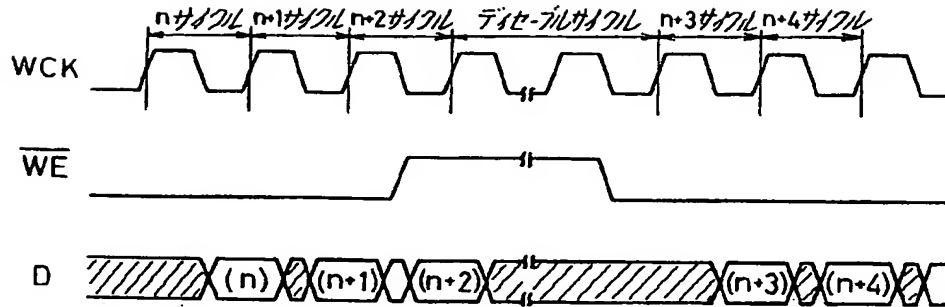 nサイクル n+1サイクル n+2サイクル ディセーブルサイクル n+3サイクル n+4サイクル
WCK
W̅E̅
D (n) (n+1) (n+2) (n+3) (n+4)